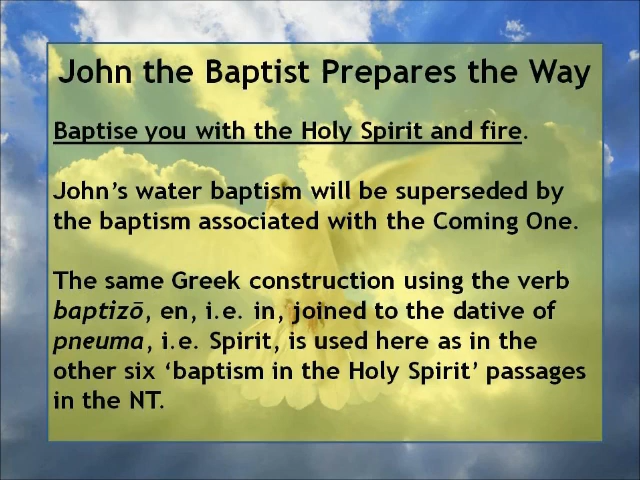 John the Baptist Prepares the Way
Baptise you with the Holy Spirit and fire.
John’s water baptism will be superseded by
the baptism associated with the Coming One.
The same Greek construction using the verb
baptizō, en, i.e. in, joined to the dative of
pneuma, i.e. Spirit, is used here as in the
other six ‘baptism in the Holy Spirit’ passages
in the NT.